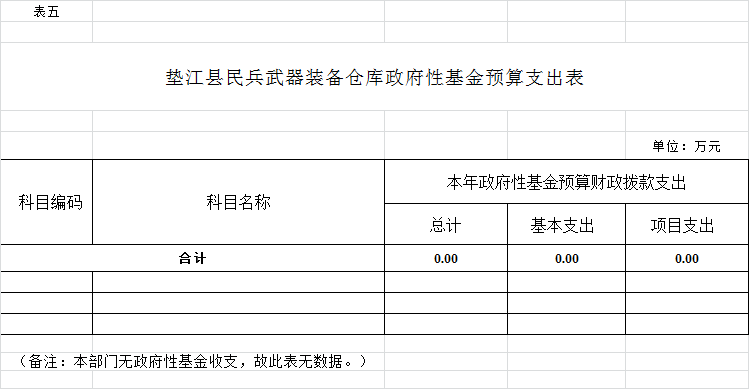 表五
垫江县民兵武器装备仓库政府性基金预算支出表
单位：万元
科目编码 科目名称 本年政府性基金预算财政拨款支出
总计 基本支出 项目支出
合计 0.00 0.00 0.00
（备注：本部门无政府性基金收支，故此表无数据。）